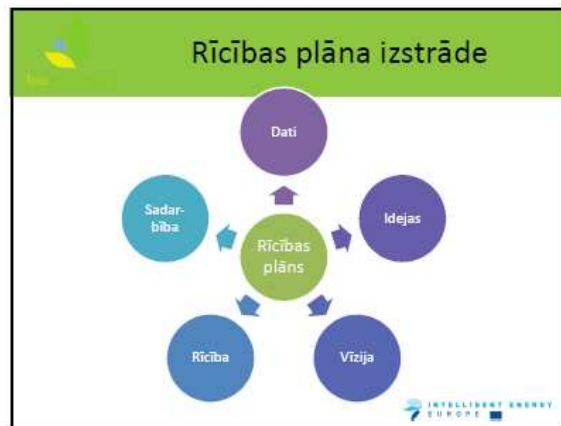 Rīcības plāna izstrāde
Dati
Idejas
Vīzija
Rīcība
Sadar-
bība
Rīcības
plāns
INTELLIGENT ENERGY
EUROPE